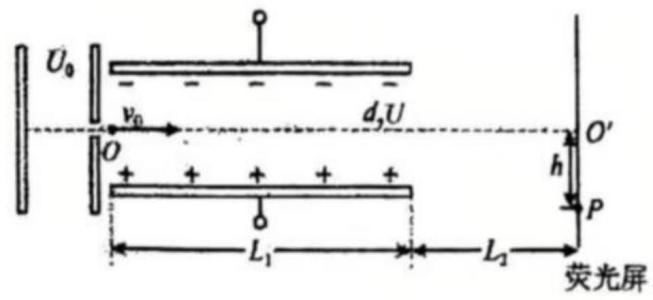 U₀
− − − − −
v₀
d,U
O
O'
h
+ + + + +
P
L₁
L₂
荧光屏